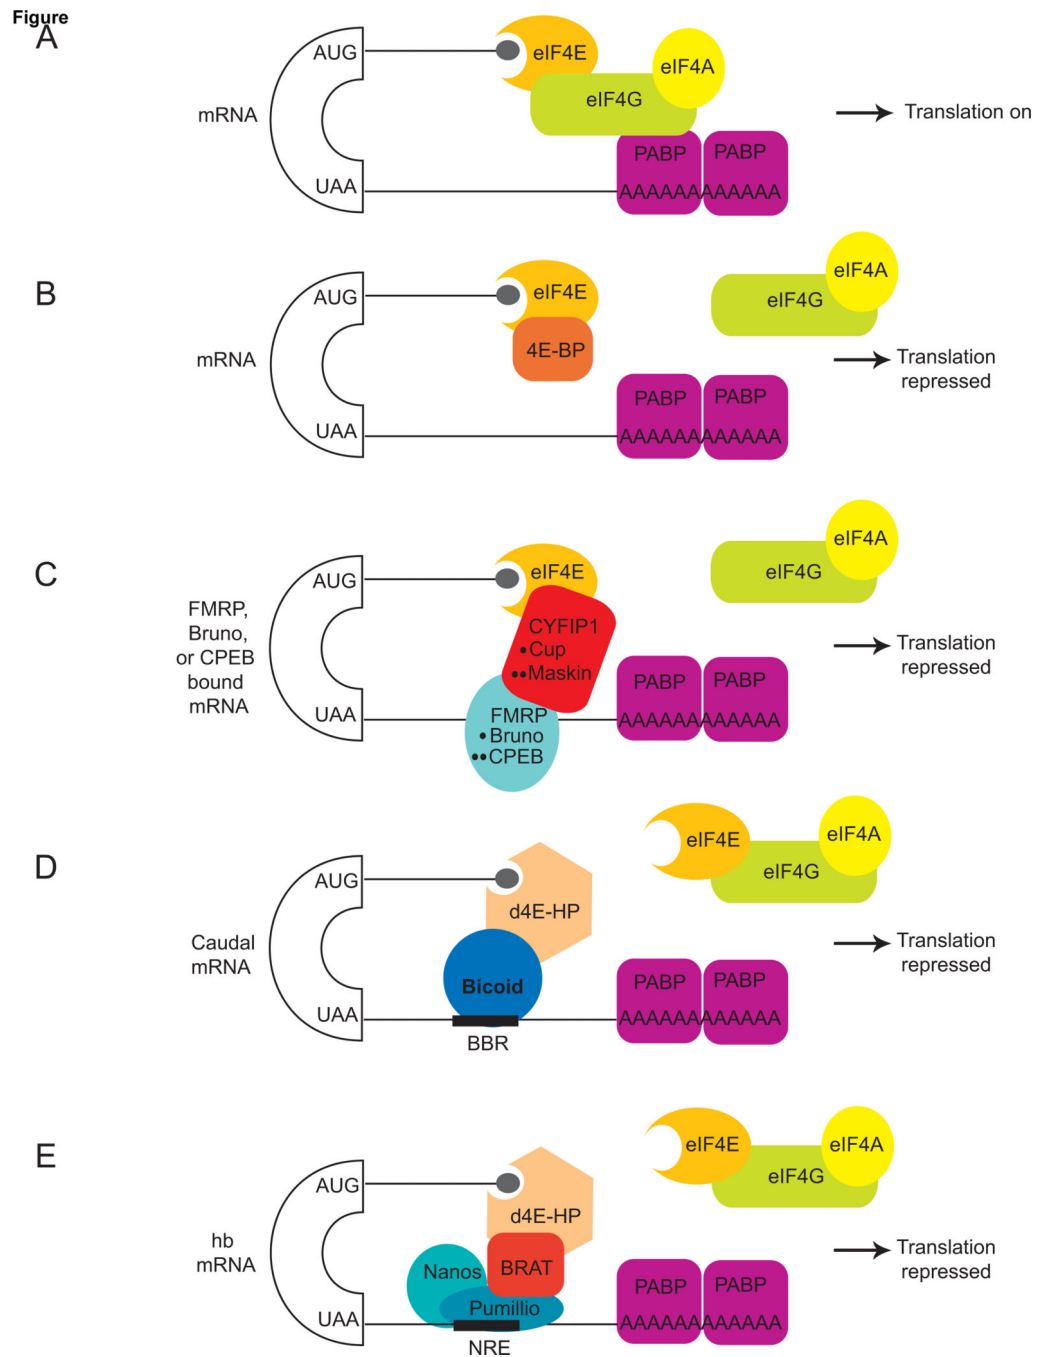 Figure
A
AUG
eIF4E
eIF4A
eIF4G
mRNA
Translation on
PABP
PABP
UAA
AAAAAAAAAAAA
B
AUG
eIF4E
eIF4A
eIF4G
4E-BP
mRNA
Translation
repressed
PABP
PABP
UAA
AAAAAAAAAAAA
C
AUG
eIF4E
eIF4A
eIF4G
FMRP,
Bruno,
or CPEB
bound
mRNA
CYFIP1
•Cup
••Maskin
Translation
repressed
PABP
PABP
UAA
FMRP
•Bruno
••CPEB
AAAAAAAAAAAA
D
AUG
d4E-HP
eIF4E
eIF4A
eIF4G
Caudal
mRNA
Translation
repressed
Bicoid
PABP
PABP
UAA
AAAAAAAAAAAA
BBR
E
AUG
d4E-HP
eIF4E
eIF4A
eIF4G
hb
mRNA
Translation
repressed
Nanos
BRAT
PABP
PABP
Pumillio
UAA
AAAAAAAAAAAA
NRE